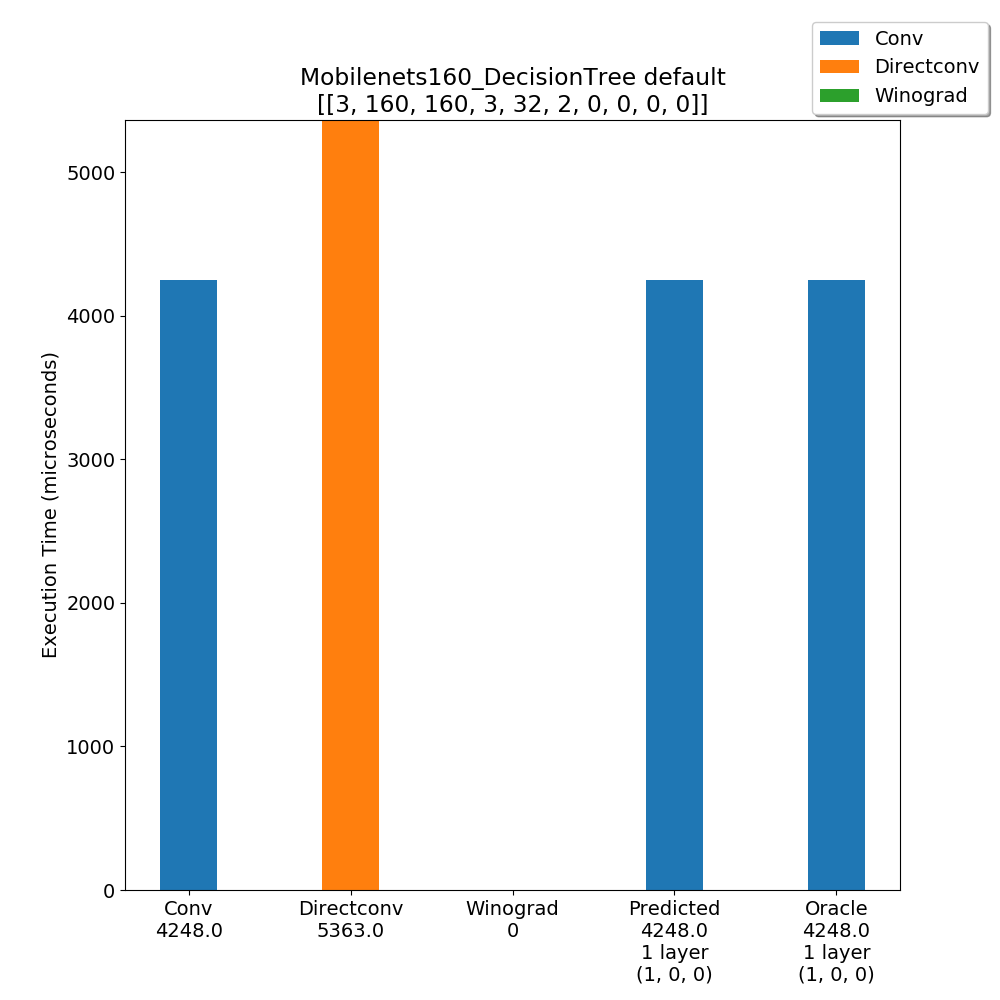 Conv
Directconv
Winograd
Mobilenets160_DecisionTree default
[[3, 160, 160, 3, 32, 2, 0, 0, 0, 0]]
Execution Time (microseconds)
5000
4000
3000
2000
1000
0
Conv
4248.0
Directconv
5363.0
Winograd
0
Predicted
4248.0
1 layer
(1, 0, 0)
Oracle
4248.0
1 layer
(1, 0, 0)